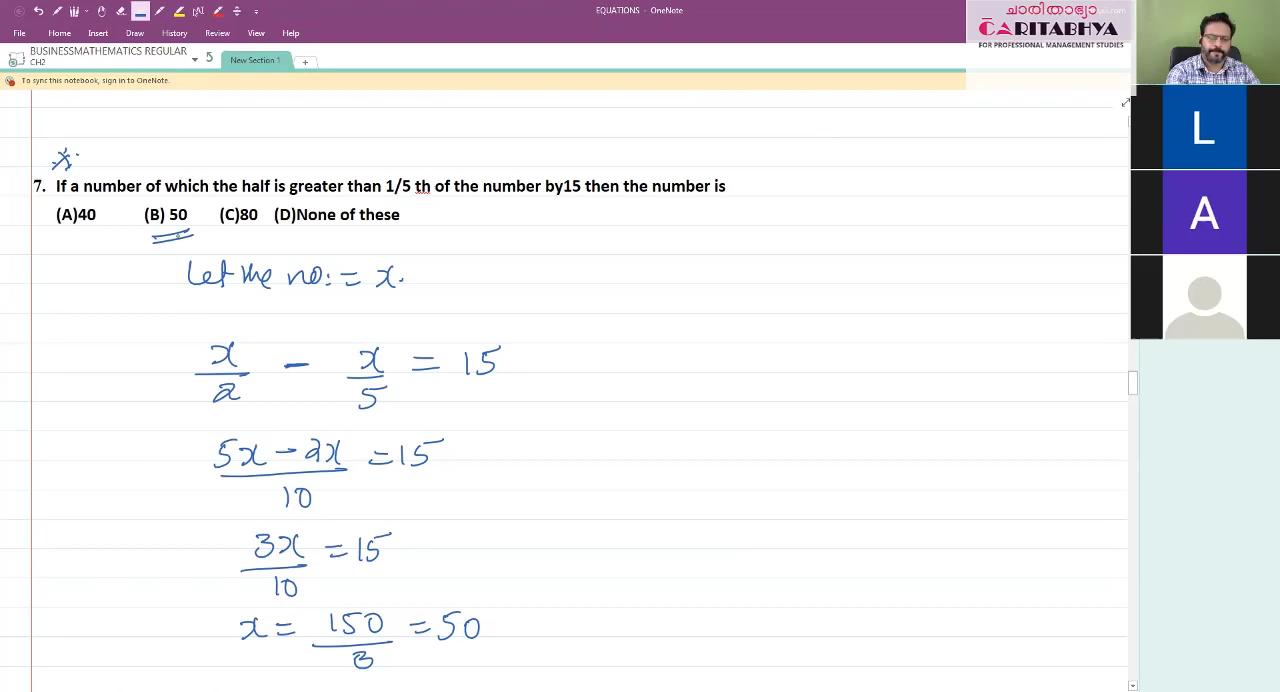 EQUATIONS - OneNote
ചാരിതാഭ്യാ
CARITABHYA
FOR PROFESSIONAL MANAGEMENT STUDIES
File Home Insert Draw History Review View Help
BUSINESSMATHEMATICS REGULAR
CH2
New Section 1
+
To sync this notebook, sign in to OneNote.
7. If a number of which the half is greater than 1/5 th of the number by15 then the number is
(A)40 (B) 50 (C)80 (D)None of these
Let the no: = x.
x/2 - x/5 = 15
5x - 2x/10 = 15
3x/10 = 15
x = 150/3 = 50
L
A